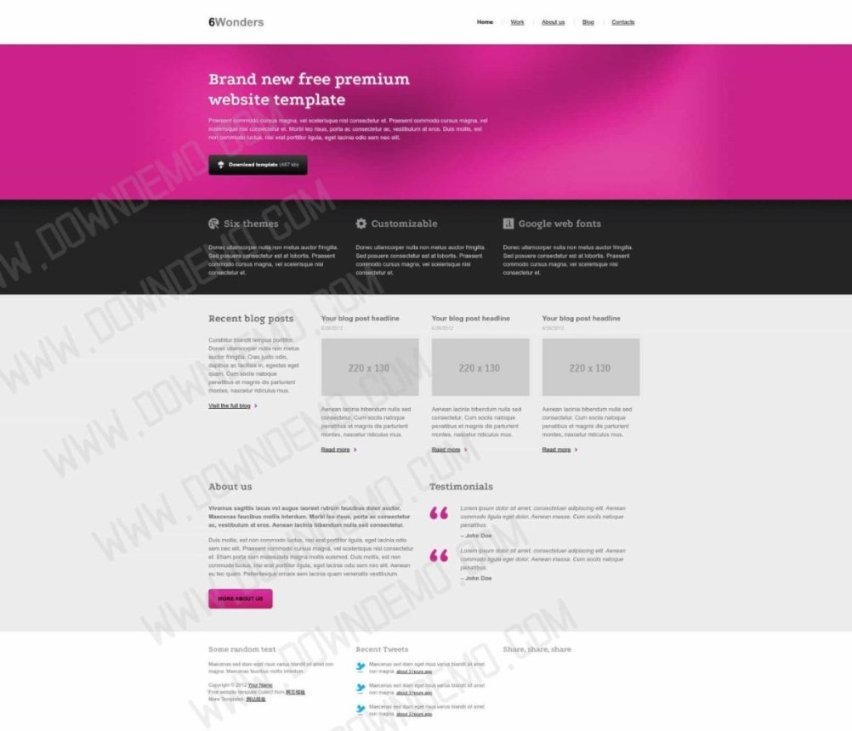 6Wonders
Home
Work
About us
Blog
Contacts
Brand new free premium
website template
Praesent commodo cursus magna, vel scelerisque nisl consectetur et. Praesent commodo cursus magna, vel
scelerisque nisl consectetur et. Morbi leo risus, porta ac consectetur ac, vestibulum at eros. Duis mollis, est
non commodo luctus, nisi erat porttitor ligula, eget lacinia odio sem nec elit.
Download template (487 kb)
Six themes
Donec ullamcorper nulla non metus auctor fringilla.
Sed posuere consectetur est at lobortis. Praesent
commodo cursus magna, vel scelerisque nisl
consectetur et.
Customizable
Donec ullamcorper nulla non metus auctor fringilla.
Sed posuere consectetur est at lobortis. Praesent
commodo cursus magna, vel scelerisque nisl
consectetur et.
Google web fonts
Donec ullamcorper nulla non metus auctor fringilla.
Sed posuere consectetur est at lobortis. Praesent
commodo cursus magna, vel scelerisque nisl
consectetur et.
Recent blog posts
Curabitur blandit tempus porttitor.
Donec ullamcorper nulla non metus
auctor fringilla. Cras justo odio,
dapibus ac facilisis in, egestas eget
quam. Cum sociis natoque
penatibus et magnis dis parturient
montes, nascetur ridiculus mus.
Visit the full blog
Your blog post headline
220 x 130
Aenean lacinia bibendum nulla sed
consectetur. Cum sociis natoque
penatibus et magnis dis parturient
montes, nascetur ridiculus mus.
Read more
Your blog post headline
220 x 130
Aenean lacinia bibendum nulla sed
consectetur. Cum sociis natoque
penatibus et magnis dis parturient
montes, nascetur ridiculus mus.
Read more
Your blog post headline
220 x 130
Aenean lacinia bibendum nulla sed
consectetur. Cum sociis natoque
penatibus et magnis dis parturient
montes, nascetur ridiculus mus.
Read more
About us
Vivamus sagittis lacus vel augue laoreet rutrum faucibus dolor auctor.
Maecenas faucibus mollis interdum. Morbi leo risus, porta ac consectetur
ac, vestibulum at eros. Aenean lacinia bibendum nulla sed consectetur.
Duis mollis, est non commodo luctus, nisi erat porttitor ligula, eget lacinia odio
sem nec elit. Praesent commodo cursus magna, vel scelerisque nisl consectetur
et. Etiam porta sem malesuada magna mollis euismod. Duis mollis, est non
commodo luctus, nisi erat porttitor ligula, eget lacinia odio sem nec elit. Aenean
eu leo quam. Pellentesque ornare sem lacinia quam venenatis vestibulum.
MORE ABOUT US
Testimonials
Lorem ipsum dolor sit amet, consectetuer adipiscing elit. Aenean
commodo ligula eget dolor. Aenean massa. Cum sociis natoque
penatibus.
– John Doe
Lorem ipsum dolor sit amet, consectetuer adipiscing elit. Aenean
commodo ligula eget dolor. Aenean massa. Cum sociis natoque
penatibus.
– John Doe
Some random text
Maecenas sed diam eget risus varius blandit sit amet non
magna. Maecenas faucibus mollis interdum.
Copyright © 2012 Your Name
Free website template Collect from 网页模板
More Templates 网站模板
Recent Tweets
Maecenas sed diam eget risus varius blandit sit amet
non magna. about 3 hours ago
Maecenas sed diam eget risus varius blandit sit amet
non magna. about 3 hours ago
Maecenas sed diam eget risus varius blandit sit amet
non magna. about 3 hours ago
Share, share, share
WWW.DOWNDEMO.COM
WWW.DOWNDEMO.COM
WWW.DOWNDEMO.COM
WWW.DOWNDEMO.COM
WWW.DOWNDEMO.COM